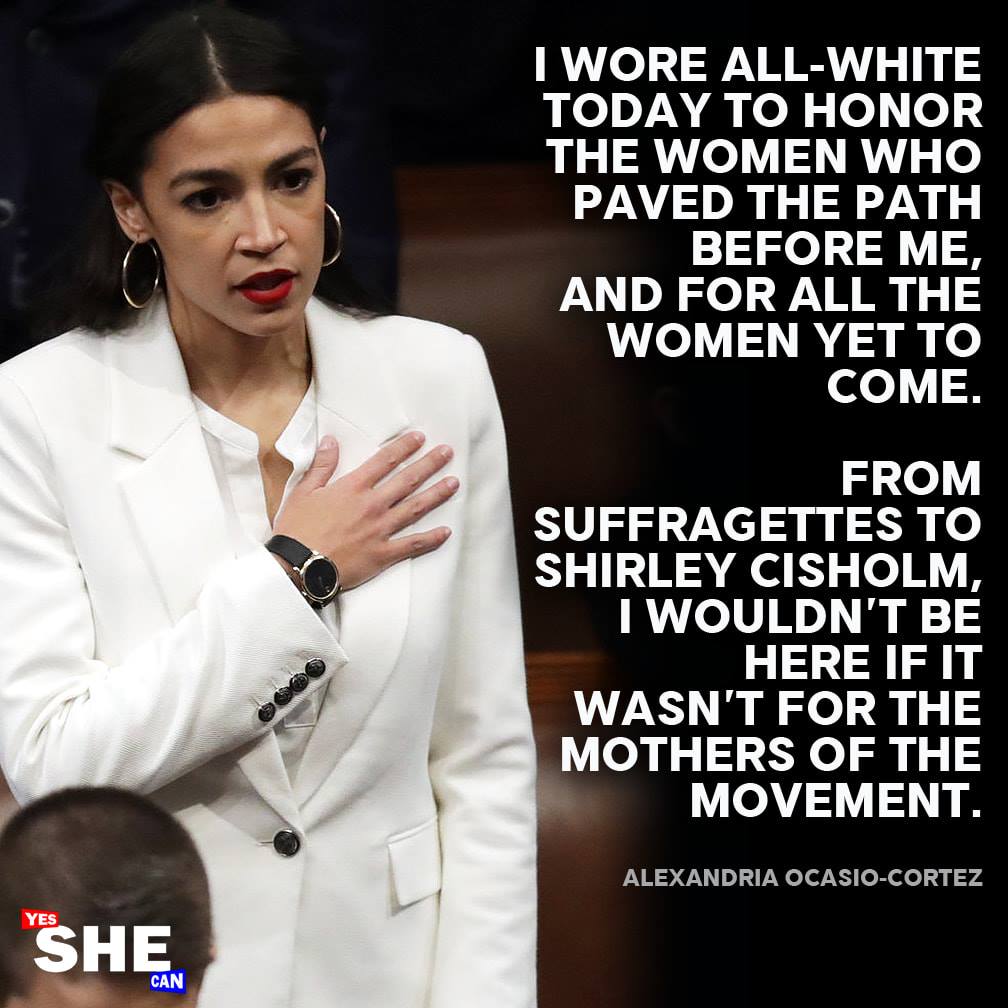 I WORE ALL-WHITE
TODAY TO HONOR
THE WOMEN WHO
PAVED THE PATH
BEFORE ME,
AND FOR ALL THE
WOMEN YET TO
COME.
FROM
SUFFRAGETTES TO
SHIRLEY CISHOLM,
I WOULDN'T BE
HERE IF IT
WASN'T FOR THE
MOTHERS OF THE
MOVEMENT.
ALEXANDRIA OCASIO-CORTEZ
YES
SHE
CAN